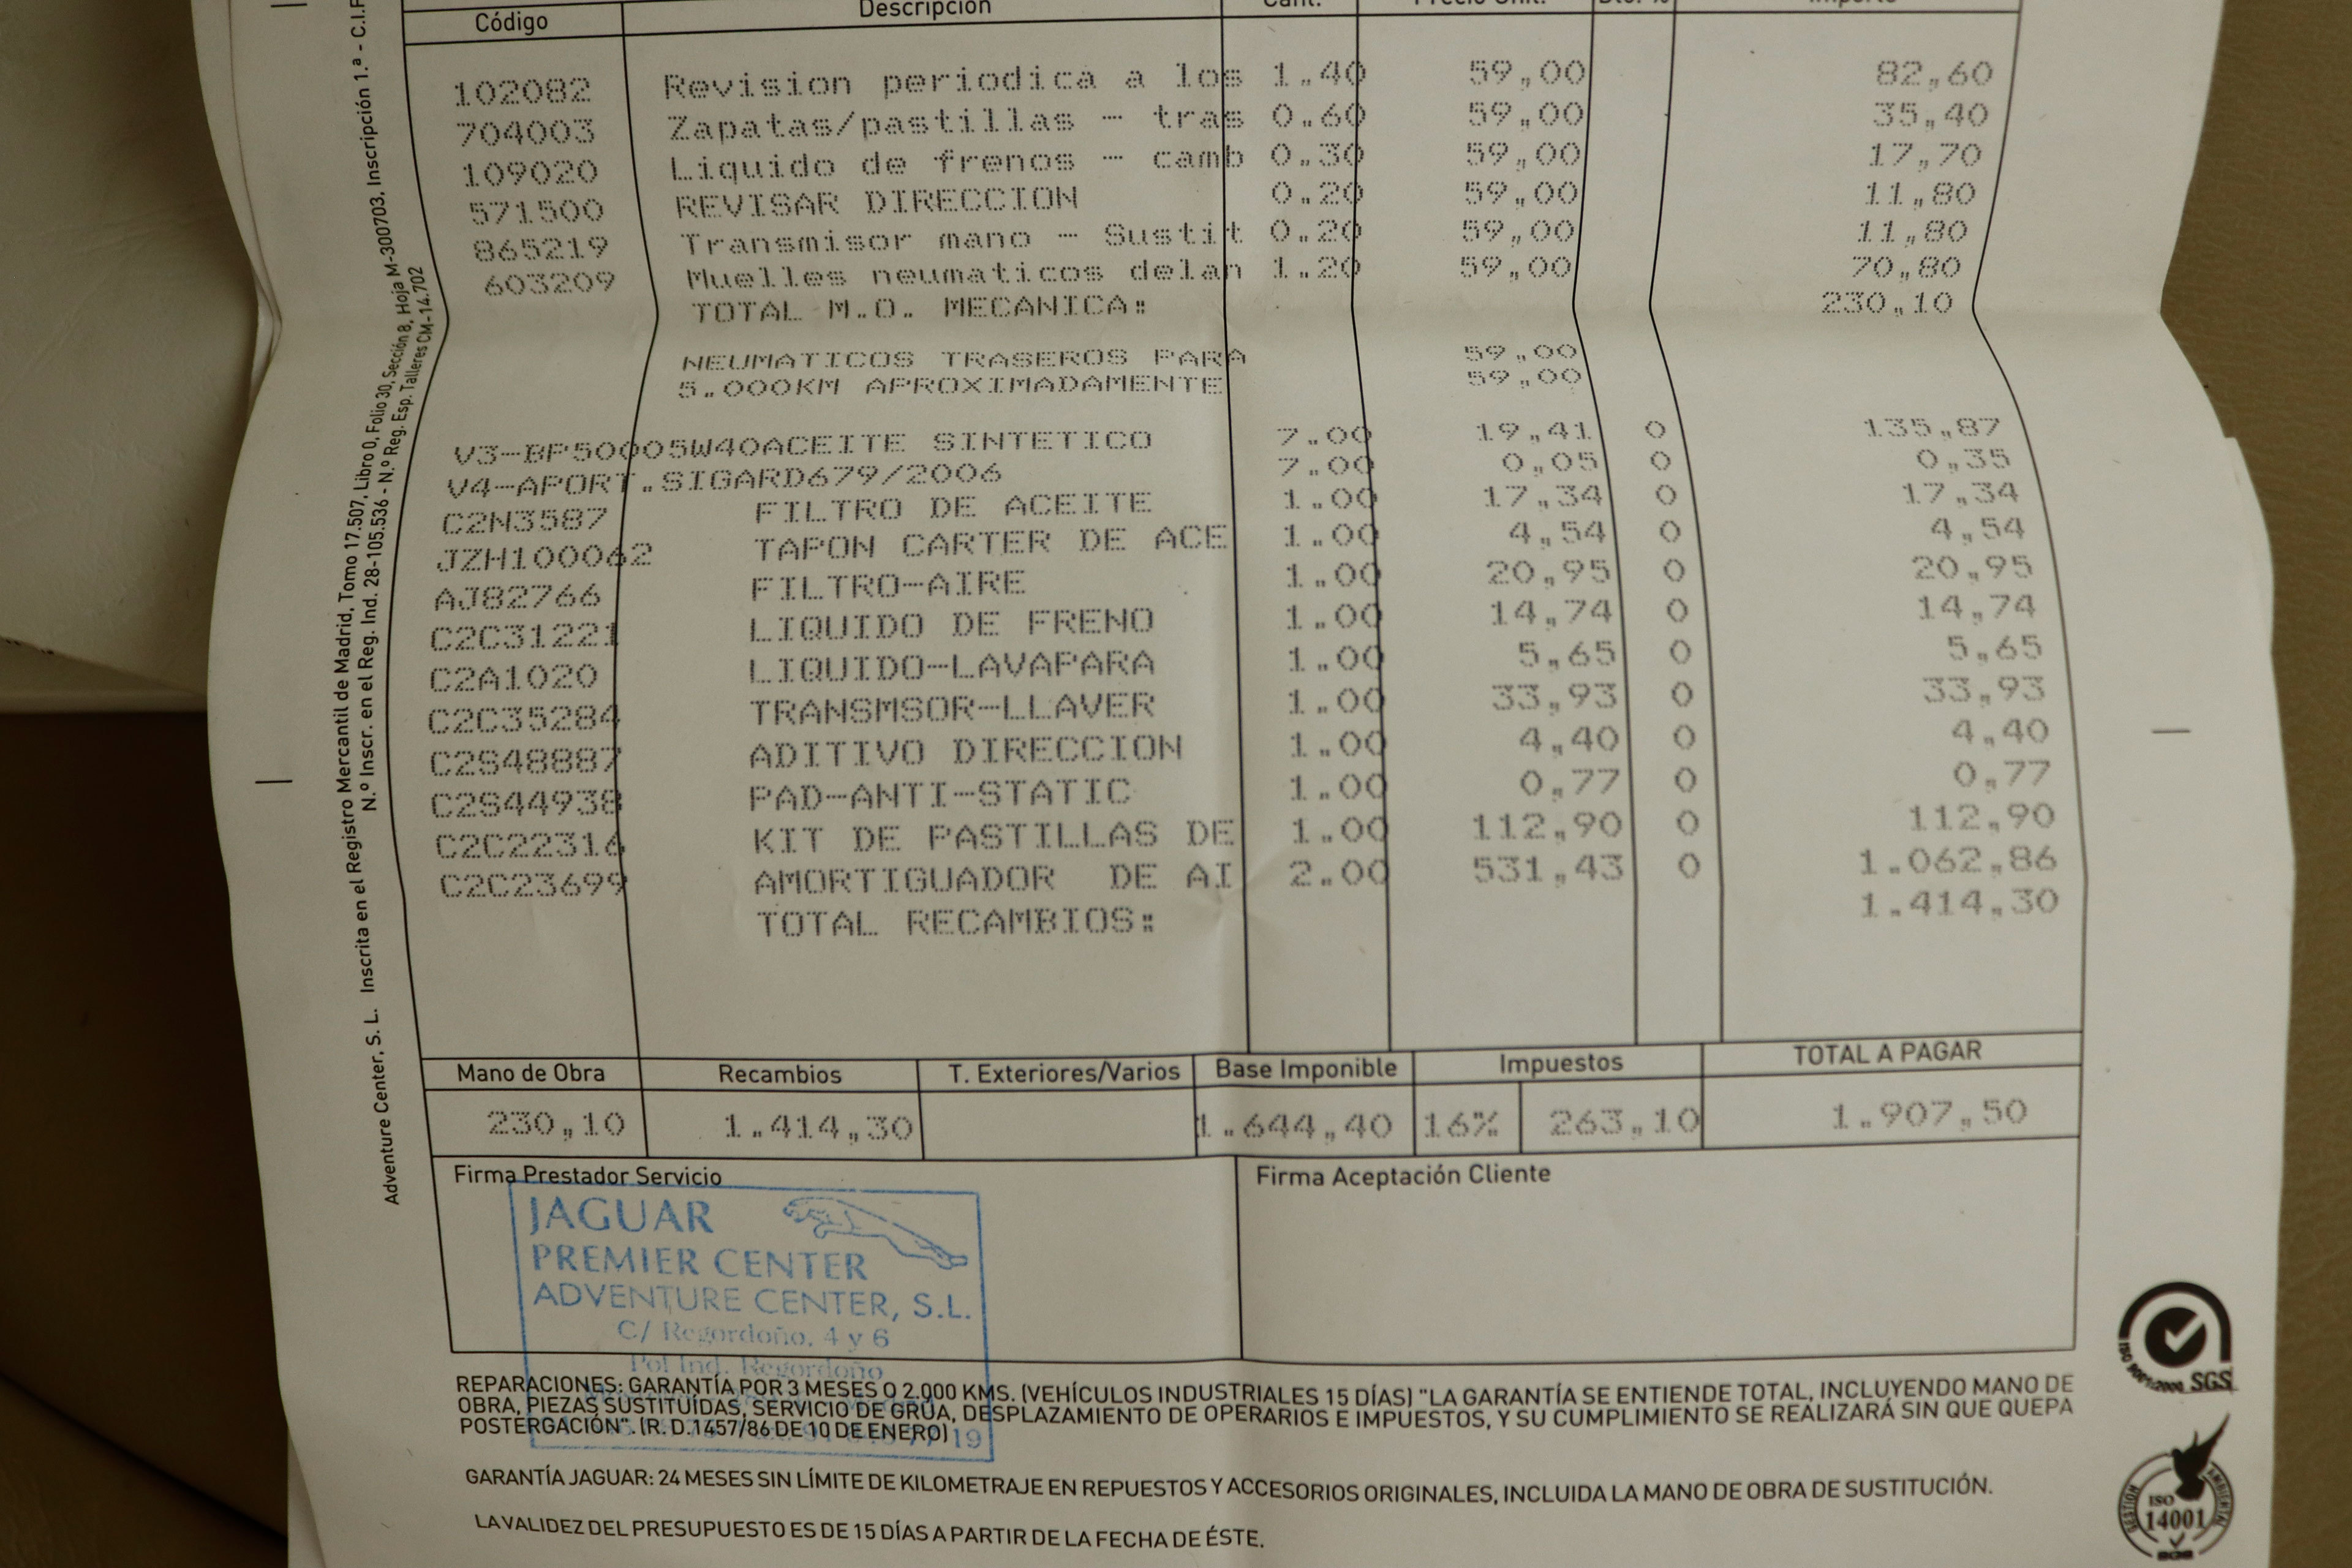 Código Descripción Cant. Precio Unit. Dto. % Importe
102082 Revision periodica a los 1.40 59,00 82,60
704003 Zapatas/pastillas - tras 0.60 59,00 35,40
109020 Liquido de frenos - camb 0.30 59,00 17,70
571500 REVISAR DIRECCION 0.20 59,00 11,80
865219 Transmisor mano - Sustit 0.20 59,00 11,80
603209 Muelles neumaticos delan 1.20 59,00 70,80
TOTAL M.O. MECANICA: 230,10
NEUMATICOS TRASEROS PARA 59,00
5.000KM APROXIMADAMENTE 59,00
V3-BP50005W40ACEITE SINTETICO 7.00 19,41 0 135,87
V4-APORT.SIGARD679/2006 7.00 0,05 0 0,35
C2N3587 FILTRO DE ACEITE 1.00 17,34 0 17,34
JZH100062 TAPON CARTER DE ACE 1.00 4,54 0 4,54
AJ82766 FILTRO-AIRE 1.00 20,95 0 20,95
C2C31221 LIQUIDO DE FRENO 1.00 14,74 0 14,74
C2A1020 LIQUIDO-LAVAPARA 1.00 5,65 0 5,65
C2C35284 TRANSMSOR-LLAVER 1.00 33,93 0 33,93
C2S48887 ADITIVO DIRECCION 1.00 4,40 0 4,40
C2S44938 PAD-ANTI-STATIC 1.00 0,77 0 0,77
C2C22316 KIT DE PASTILLAS DE 1.00 112,90 0 112,90
C2C23699 AMORTIGUADOR DE AI 2.00 531,43 0 1.062,86
TOTAL RECAMBIOS: 1.414,30
Mano de Obra Recambios T. Exteriores/Varios Base Imponible Impuestos TOTAL A PAGAR
230,10 1.414,30 1.644,40 16% 263,10 1.907,50
Firma Prestador Servicio Firma Aceptación Cliente
JAGUAR
PREMIER CENTER
ADVENTURE CENTER, S.L.
C/ Regordoño, 4 y 6
Pol Ind. Regordoño
19
REPARACIONES: GARANTÍA POR 3 MESES O 2.000 KMS. (VEHÍCULOS INDUSTRIALES 15 DÍAS) "LA GARANTÍA SE ENTIENDE TOTAL, INCLUYENDO MANO DE
OBRA, PIEZAS SUSTITUÍDAS, SERVICIO DE GRÚA, DESPLAZAMIENTO DE OPERARIOS E IMPUESTOS, Y SU CUMPLIMIENTO SE REALIZARÁ SIN QUE QUEPA
POSTERGACIÓN". (R.D.1457/86 DE 10 DE ENERO)
GARANTÍA JAGUAR: 24 MESES SIN LÍMITE DE KILOMETRAJE EN REPUESTOS Y ACCESORIOS ORIGINALES, INCLUIDA LA MANO DE OBRA DE SUSTITUCIÓN.
LA VALIDEZ DEL PRESUPUESTO ES DE 15 DÍAS A PARTIR DE LA FECHA DE ÉSTE.
Adventure Center, S. L. Inscrita en el Registro Mercantil de Madrid, Tomo 17.507, Libro 0, Folio 30, Sección 8, Hoja M-300703, Inscripción 1.ª - C.I.F
N.º Inscr. en el Reg. Ind. 28-105.536 - N.º Reg. Esp. Talleres CM-14.702
ISO 9001:2000 SGS
GESTION AMBIENTAL
ISO
14001
SGS